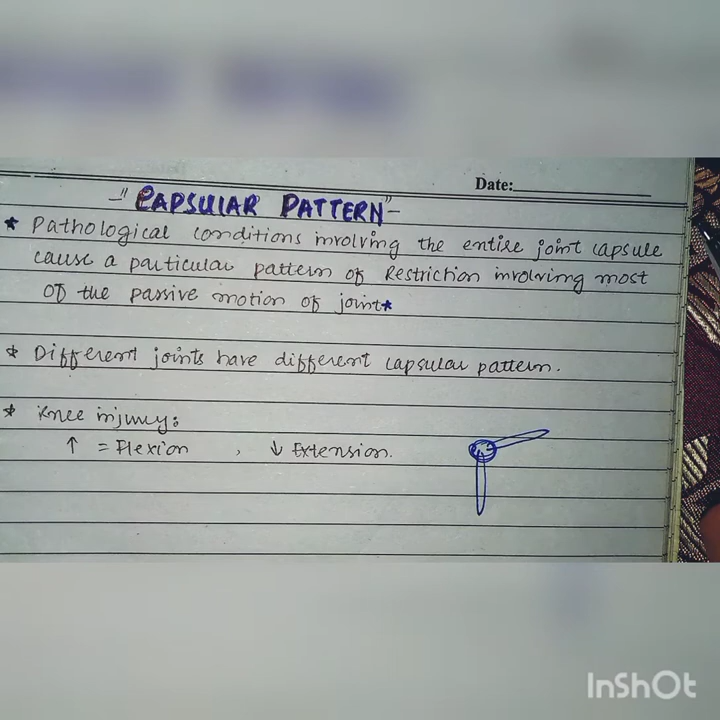 Date:
"CAPSULAR PATTERN"
* Pathological conditions involving the entire joint capsule
cause a particular pattern of Restriction involving most
of the passive motion of joint*
* Different joints have different capsular pattern.
* Knee injury:
↑ = Flexion , ↓ Extension.
InShOt